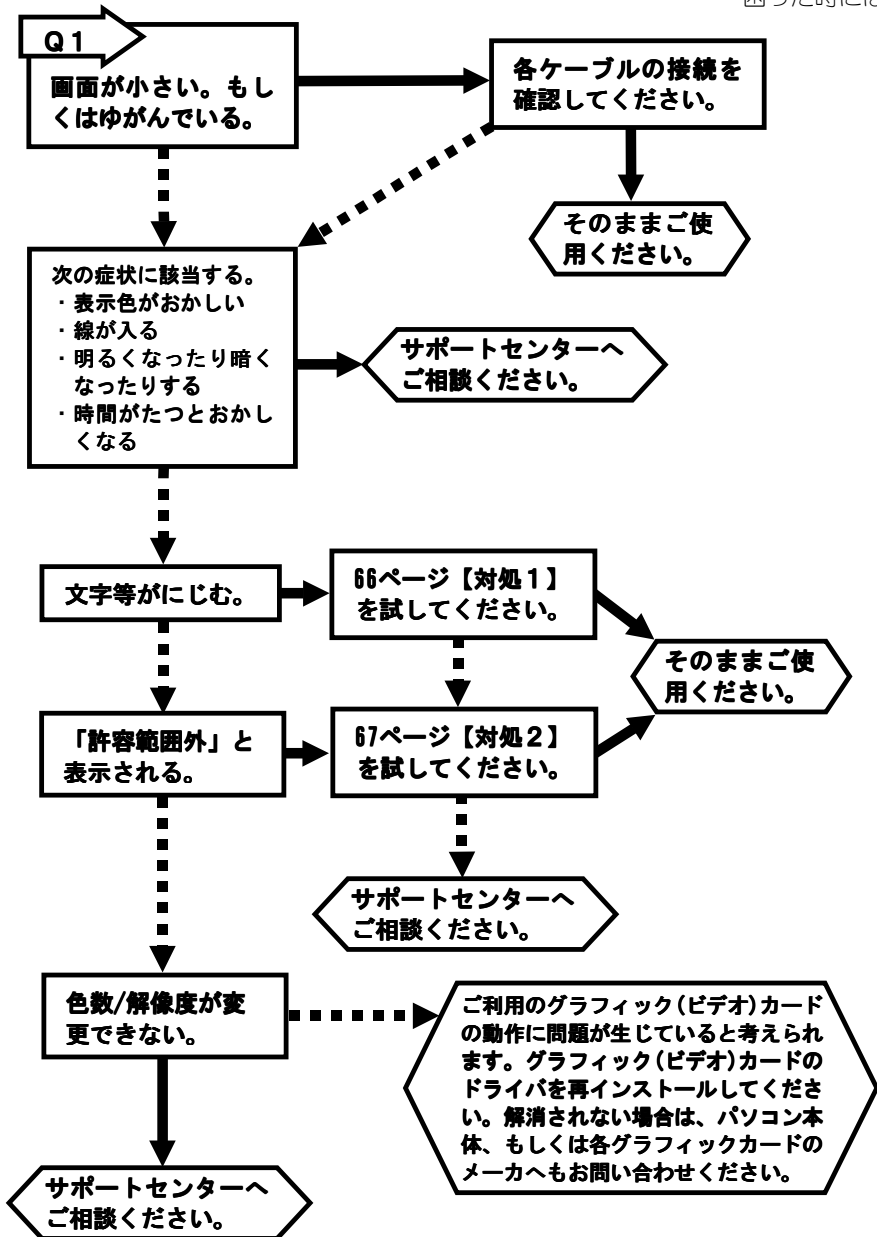 困った時には
Q1
画面が小さい。もし
くはゆがんでいる。
各ケーブルの接続を
確認してください。
そのままご使
用ください。
次の症状に該当する。
・表示色がおかしい
・線が入る
・明るくなったり暗く
なったりする
・時間がたつとおかし
くなる
サポートセンターへ
ご相談ください。
文字等がにじむ。
66ページ【対処1】
を試してください。
そのままご使
用ください。
「許容範囲外」と
表示される。
67ページ【対処2】
を試してください。
サポートセンターへ
ご相談ください。
色数/解像度が変
更できない。
ご利用のグラフィック(ビデオ)カード
の動作に問題が生じていると考えられ
ます。グラフィック(ビデオ)カードの
ドライバを再インストールしてくださ
い。解消されない場合は、パソコン本
体、もしくは各グラフィックカードの
メーカへもお問い合わせください。
サポートセンターへ
ご相談ください。